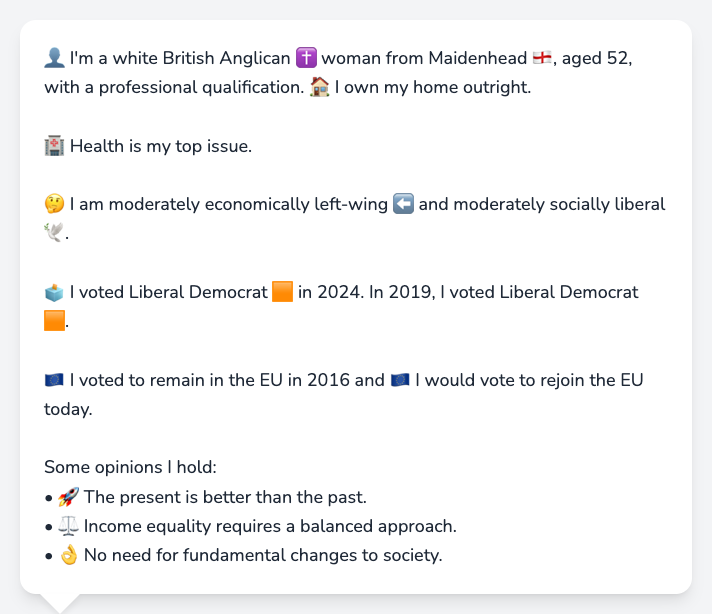 👤 I'm a white British Anglican ✝️ woman from Maidenhead 🏴󠁧󠁢󠁥󠁮󠁧󠁿, aged 52,
with a professional qualification. 🏠 I own my home outright.
🏥 Health is my top issue.
🤔 I am moderately economically left-wing ⬅️ and moderately socially liberal
🕊️.
🗳️ I voted Liberal Democrat 🟧 in 2024. In 2019, I voted Liberal Democrat
🟧.
🇪🇺 I voted to remain in the EU in 2016 and 🇪🇺 I would vote to rejoin the EU
today.
Some opinions I hold:
• 🚀 The present is better than the past.
• ⚖️ Income equality requires a balanced approach.
• 👌 No need for fundamental changes to society.